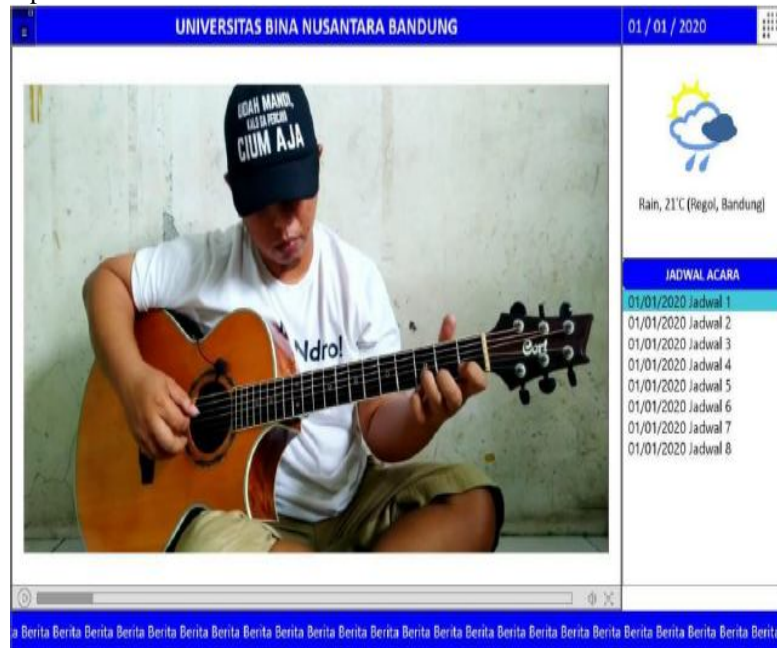 UNIVERSITAS BINA NUSANTARA BANDUNG
01 / 01 / 2020
UDAH MANDI,
CIUM AJA
Ndro!
Cort
Rain, 21°C (Regol, Bandung)
JADWAL ACARA
01/01/2020 Jadwal 1
01/01/2020 Jadwal 2
01/01/2020 Jadwal 3
01/01/2020 Jadwal 4
01/01/2020 Jadwal 5
01/01/2020 Jadwal 6
01/01/2020 Jadwal 7
01/01/2020 Jadwal 8
a Berita Berita Berita Berita Berita Berita Berita Berita Berita Berita Berita Berita Berita Berita Berita Berita Berita Berita Berita Berita Berita Berita Berita Berita